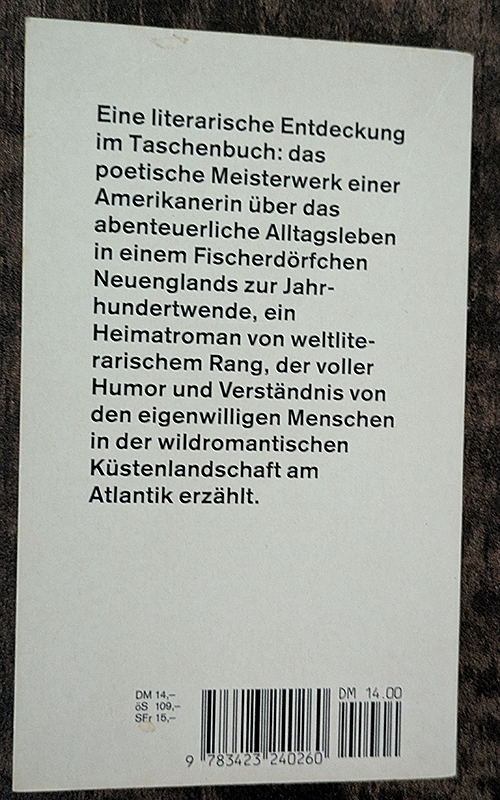 Eine literarische Entdeckung
im Taschenbuch: das
poetische Meisterwerk einer
Amerikanerin über das
abenteuerliche Alltagsleben
in einem Fischerdörfchen
Neuenglands zur Jahr-
hundertwende, ein
Heimatroman von weltlite-
rarischem Rang, der voller
Humor und Verständnis von
den eigenwilligen Menschen
in der wildromantischen
Küstenlandschaft am
Atlantik erzählt.
DM 14,–
öS 109,–
SFr 15,–
DM 14.00
9 783423 240260